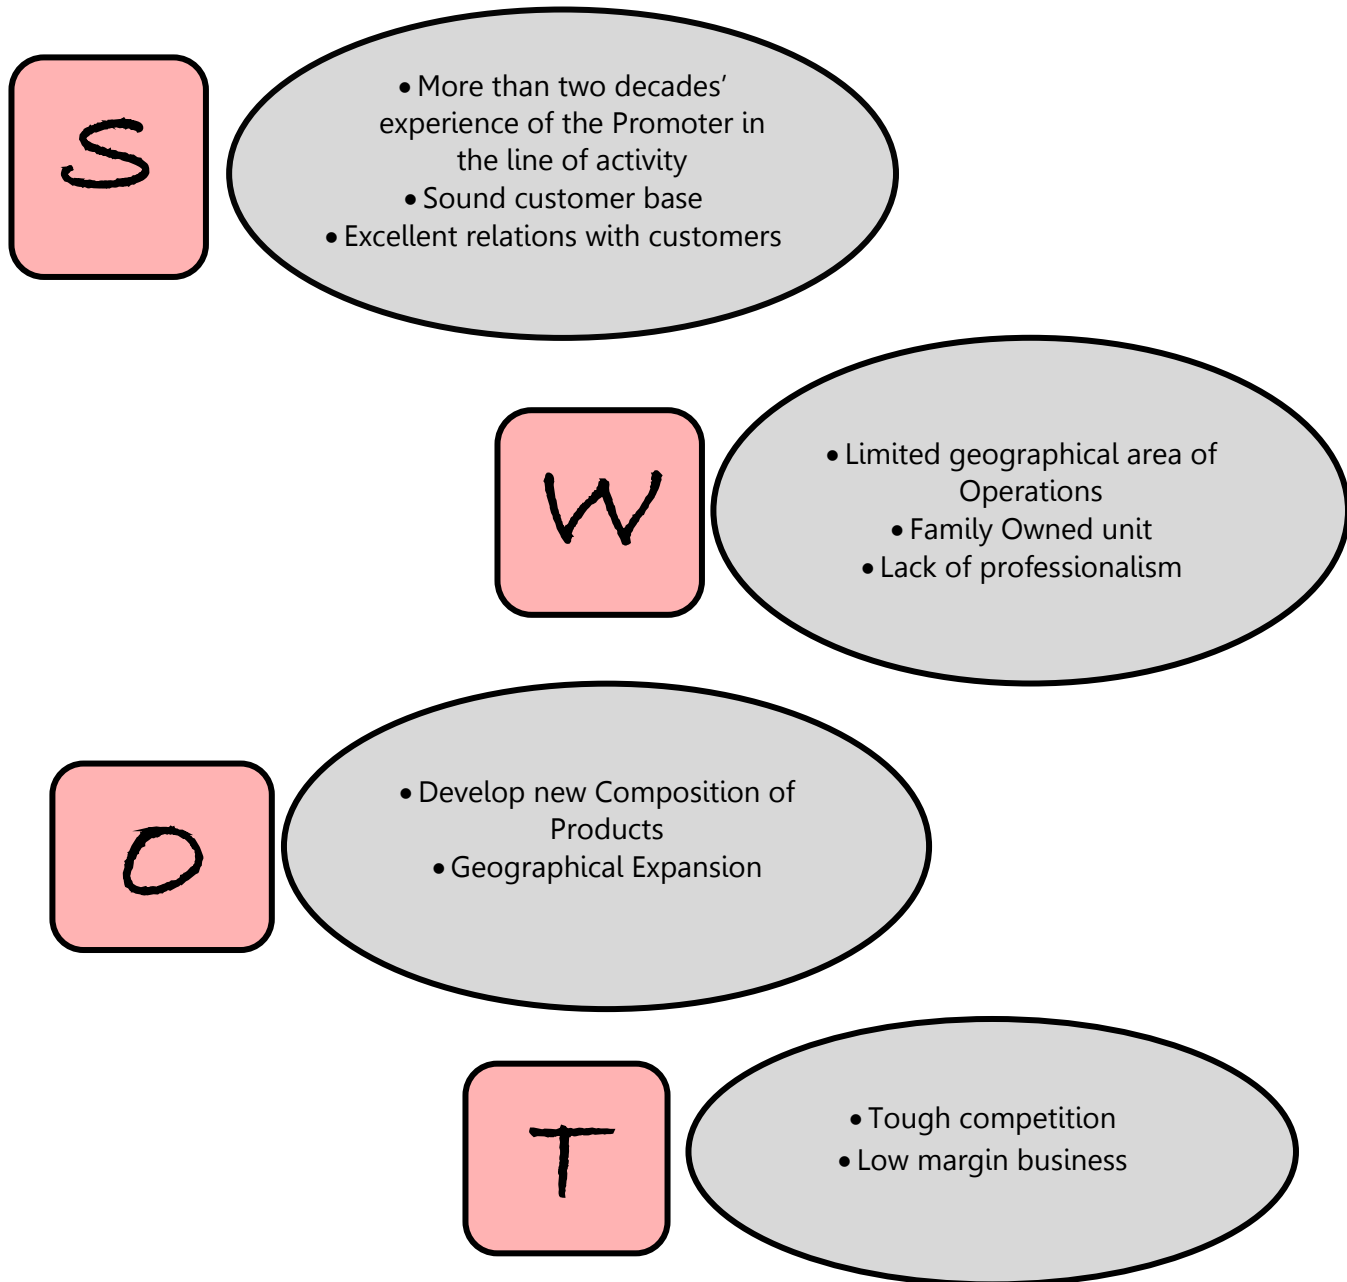 S
• More than two decades’
experience of the Promoter in
the line of activity
• Sound customer base
• Excellent relations with customers
W
• Limited geographical area of
Operations
• Family Owned unit
• Lack of professionalism
O
• Develop new Composition of
Products
• Geographical Expansion
T
• Tough competition
• Low margin business